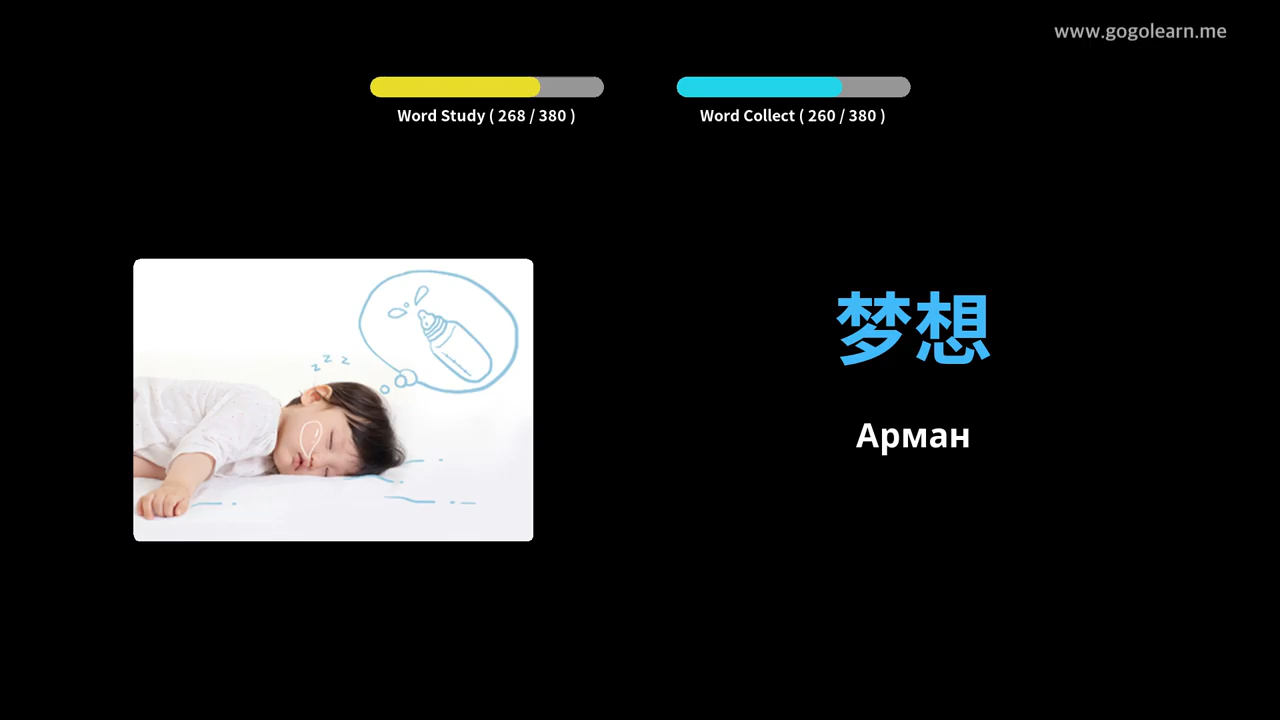 www.gogolearn.me
Word Study ( 268 / 380 )
Word Collect ( 260 / 380 )
z z z
梦想
Арман